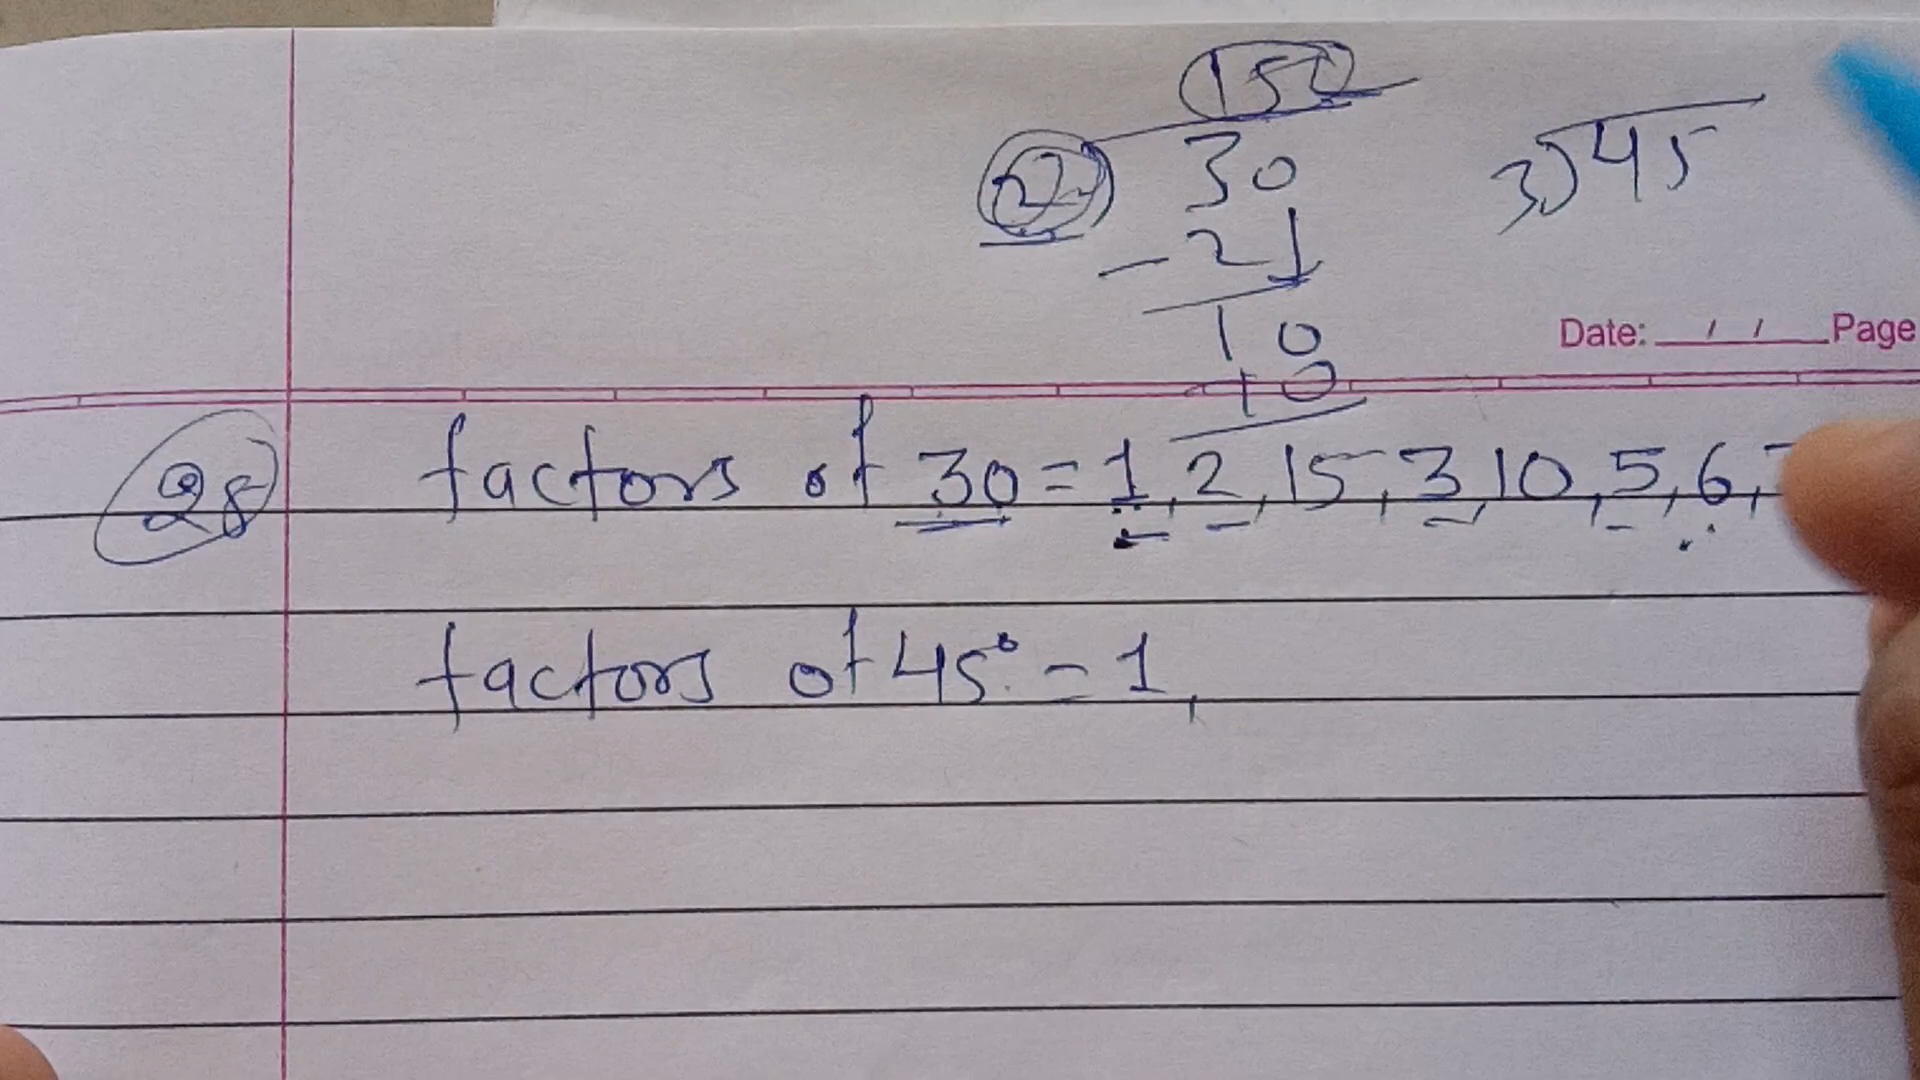 15
2) 30
- 2
10
10
3) 45
Date: / / Page
28 factors of 30 = 1, 2, 15, 3, 10, 5, 6,
factors of 45 = 1,